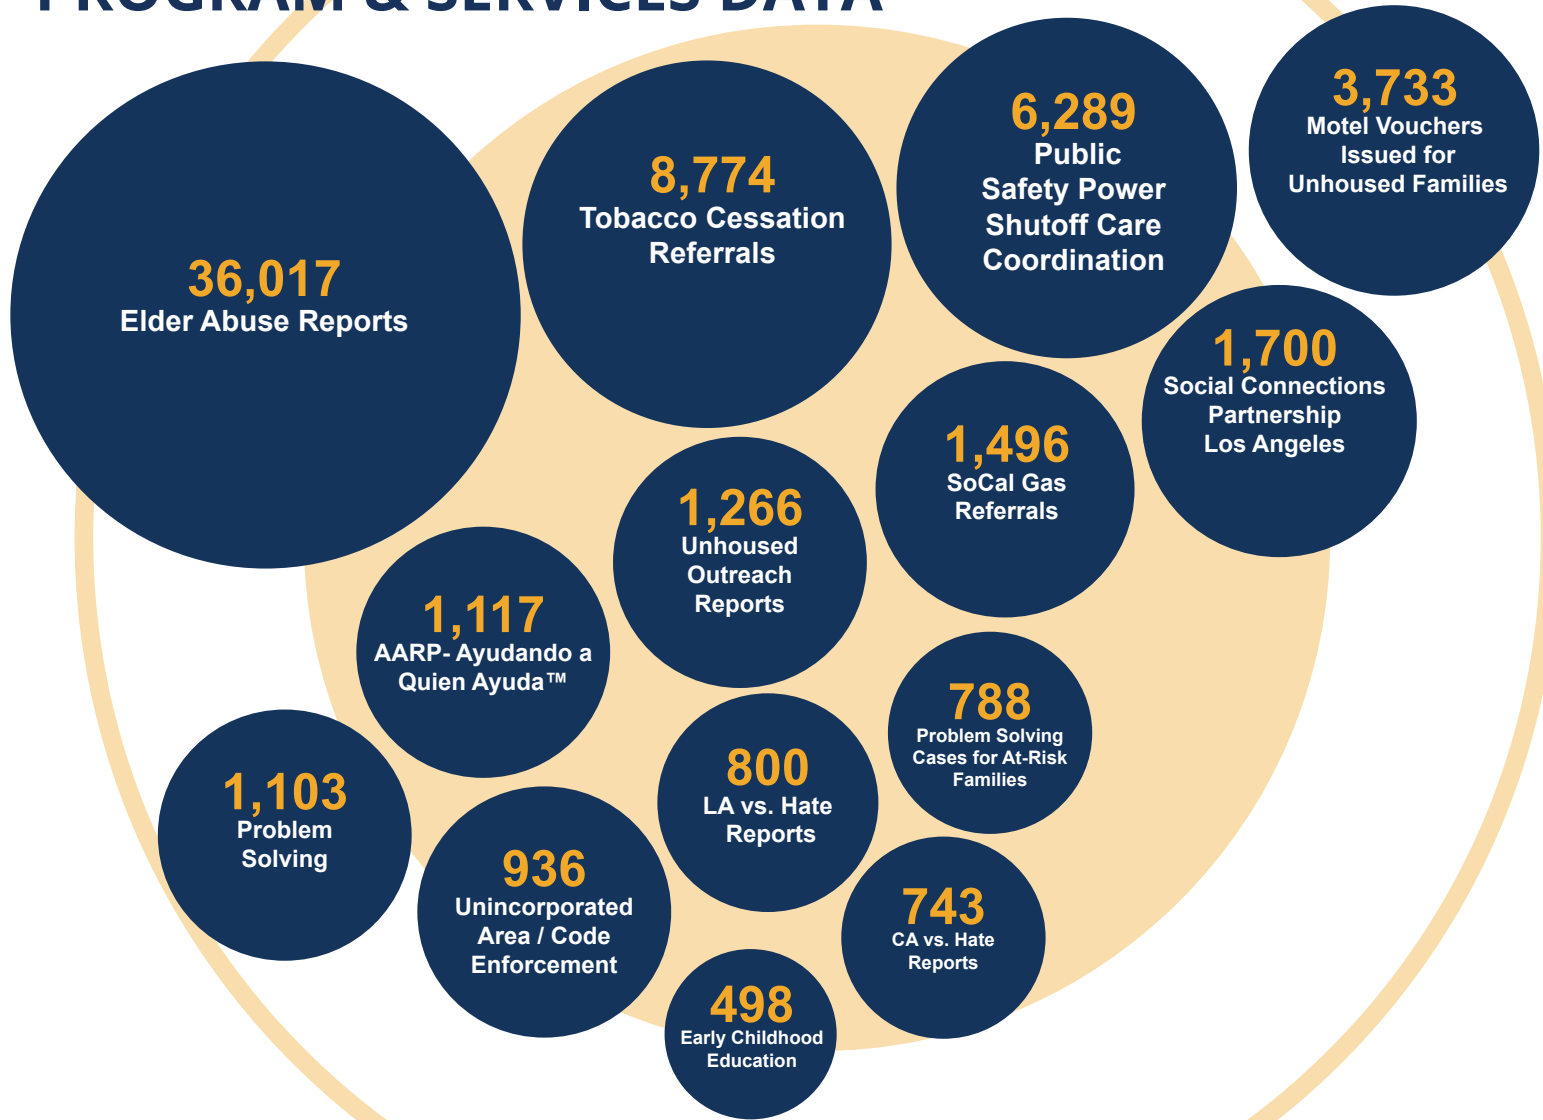 PROGRAM & SERVICES DATA
36,017
Elder Abuse Reports
8,774
Tobacco Cessation
Referrals
6,289
Public
Safety Power
Shutoff Care
Coordination
3,733
Motel Vouchers
Issued for
Unhoused Families
1,700
Social Connections
Partnership
Los Angeles
1,496
SoCal Gas
Referrals
1,266
Unhoused
Outreach
Reports
1,117
AARP- Ayudando a
Quien Ayuda™
1,103
Problem
Solving
936
Unincorporated
Area / Code
Enforcement
800
LA vs. Hate
Reports
788
Problem Solving
Cases for At-Risk
Families
743
CA vs. Hate
Reports
498
Early Childhood
Education